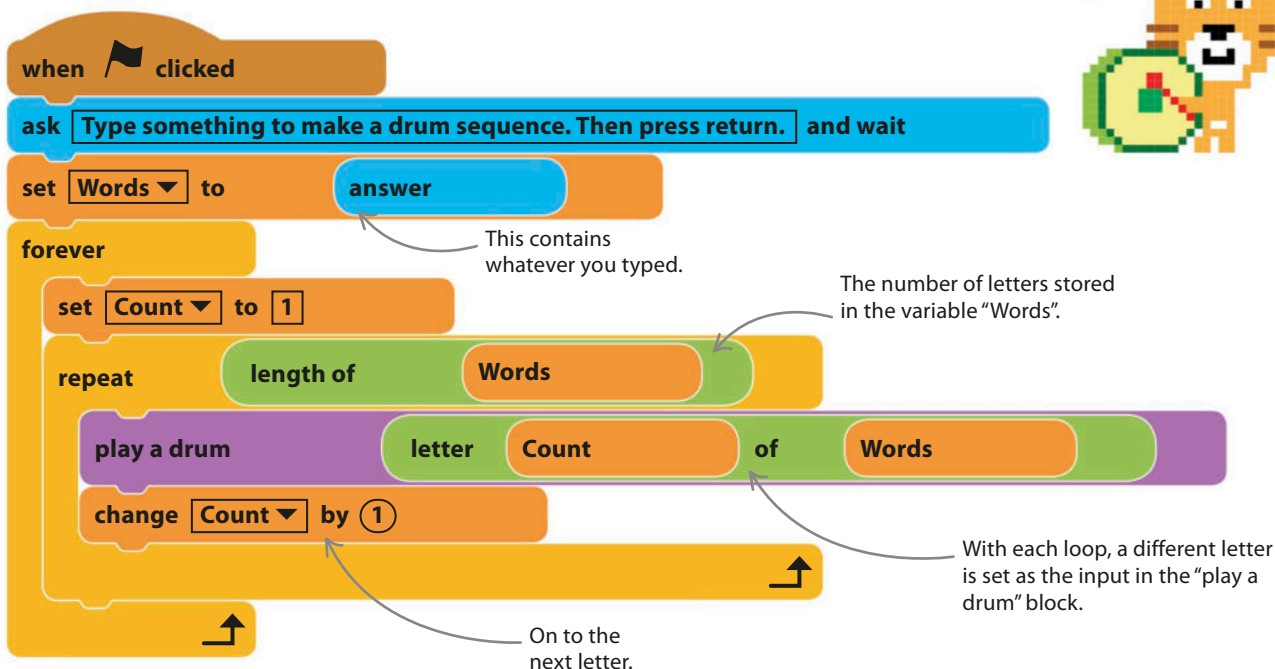 when clicked
ask Type something to make a drum sequence. Then press return. and wait
set Words to answer
This contains
whatever you typed.
forever
set Count to 1
The number of letters stored
in the variable “Words”.
repeat length of Words
play a drum letter Count of Words
change Count by 1
With each loop, a different letter
is set as the input in the “play a
drum” block.
On to the
next letter.